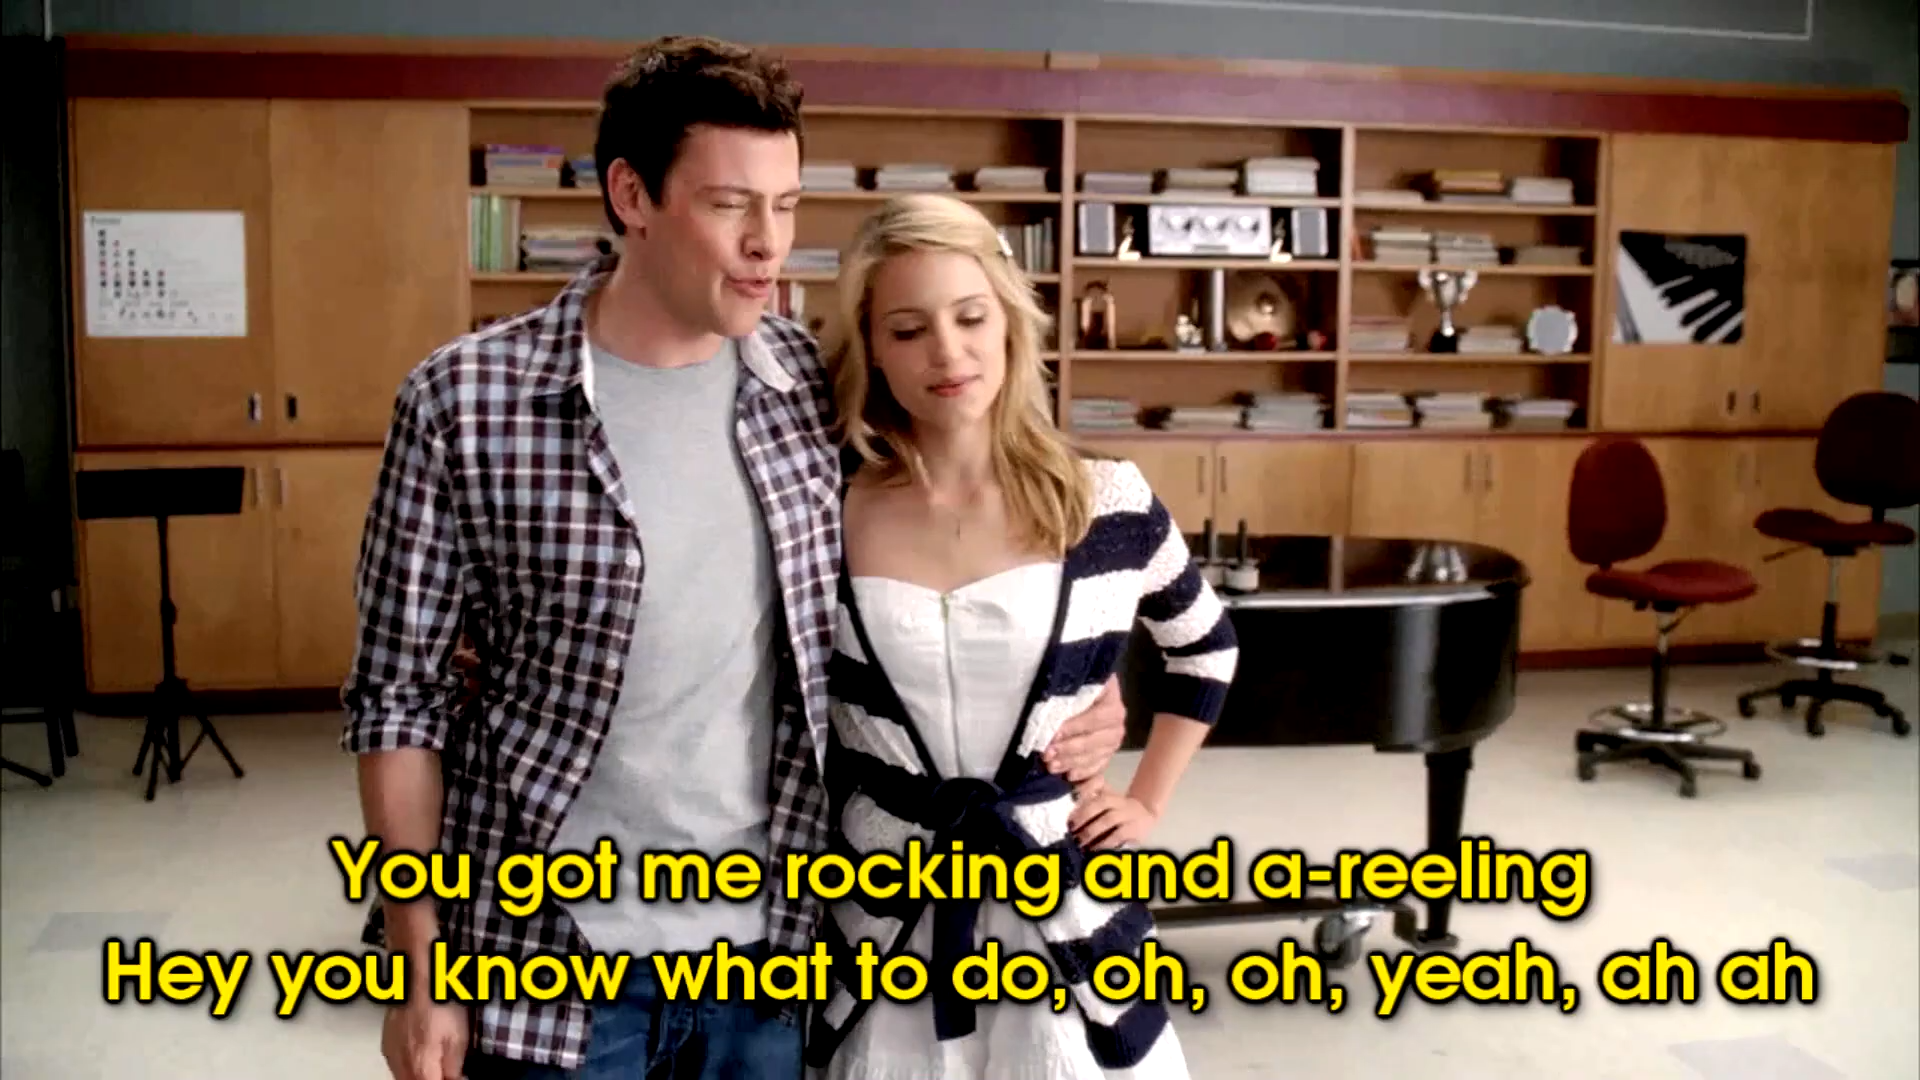 You got me rocking and a-reeling
Hey you know what to do, oh, oh, yeah, ah ah